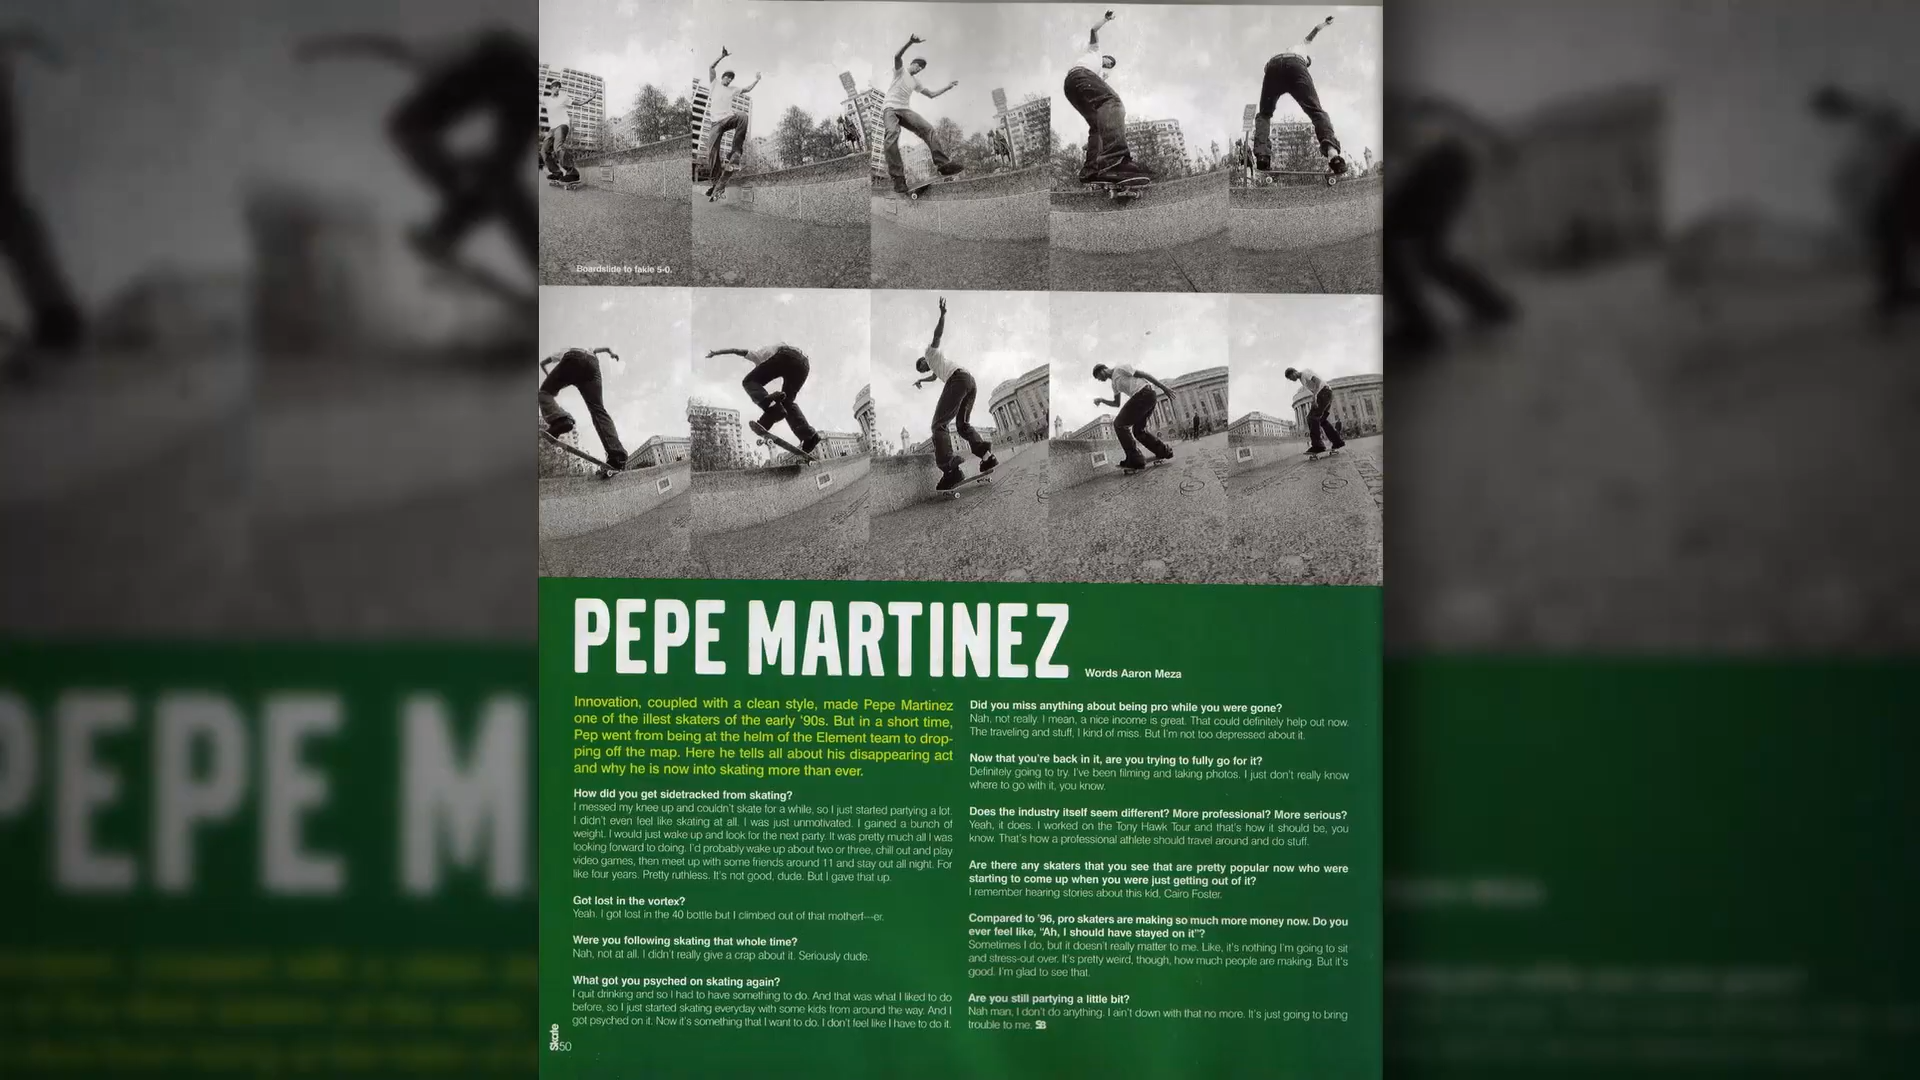 Boardslide to fakie 5-0.
PEPE MARTINEZ
Words Aaron Meza
Innovation, coupled with a clean style, made Pepe Martinez
one of the illest skaters of the early '90s. But in a short time,
Pep went from being at the helm of the Element team to drop-
ping off the map. Here he tells all about his disappearing act
and why he is now into skating more than ever.
How did you get sidetracked from skating?
I messed my knee up and couldn't skate for a while, so I just started partying a lot.
I didn't even feel like skating at all. I was just unmotivated. I gained a bunch of
weight. I would just wake up and look for the next party. It was pretty much all I was
looking forward to doing. I'd probably wake up about two or three, chill out and play
video games, then meet up with some friends around 11 and stay out all night. For
like four years. Pretty ruthless. It's not good, dude. But I gave that up.
Got lost in the vortex?
Yeah. I got lost in the 40 bottle but I climbed out of that motherf---er.
Were you following skating that whole time?
Nah, not at all. I didn't really give a crap about it. Seriously dude.
What got you psyched on skating again?
I quit drinking and so I had to have something to do. And that was what I liked to do
before, so I just started skating everyday with some kids from around the way. And I
got psyched on it. Now it's something that I want to do. I don't feel like I have to do it.
Did you miss anything about being pro while you were gone?
Nah, not really. I mean, a nice income is great. That could definitely help out now.
The traveling and stuff, I kind of miss. But I'm not too depressed about it.
Now that you're back in it, are you trying to fully go for it?
Definitely going to try. I've been filming and taking photos. I just don't really know
where to go with it, you know.
Does the industry itself seem different? More professional? More serious?
Yeah, it does. I worked on the Tony Hawk Tour and that's how it should be, you
know. That's how a professional athlete should travel around and do stuff.
Are there any skaters that you see that are pretty popular now who were
starting to come up when you were just getting out of it?
I remember hearing stories about this kid, Cairo Foster.
Compared to '96, pro skaters are making so much more money now. Do you
ever feel like, "Ah, I should have stayed on it"?
Sometimes I do, but it doesn't really matter to me. Like, it's nothing I'm going to sit
and stress-out over. It's pretty weird, though, how much people are making. But it's
good. I'm glad to see that.
Are you still partying a little bit?
Nah man, I don't do anything. I ain't down with that no more. It's just going to bring
trouble to me. SB
Skate
50
PEPE M